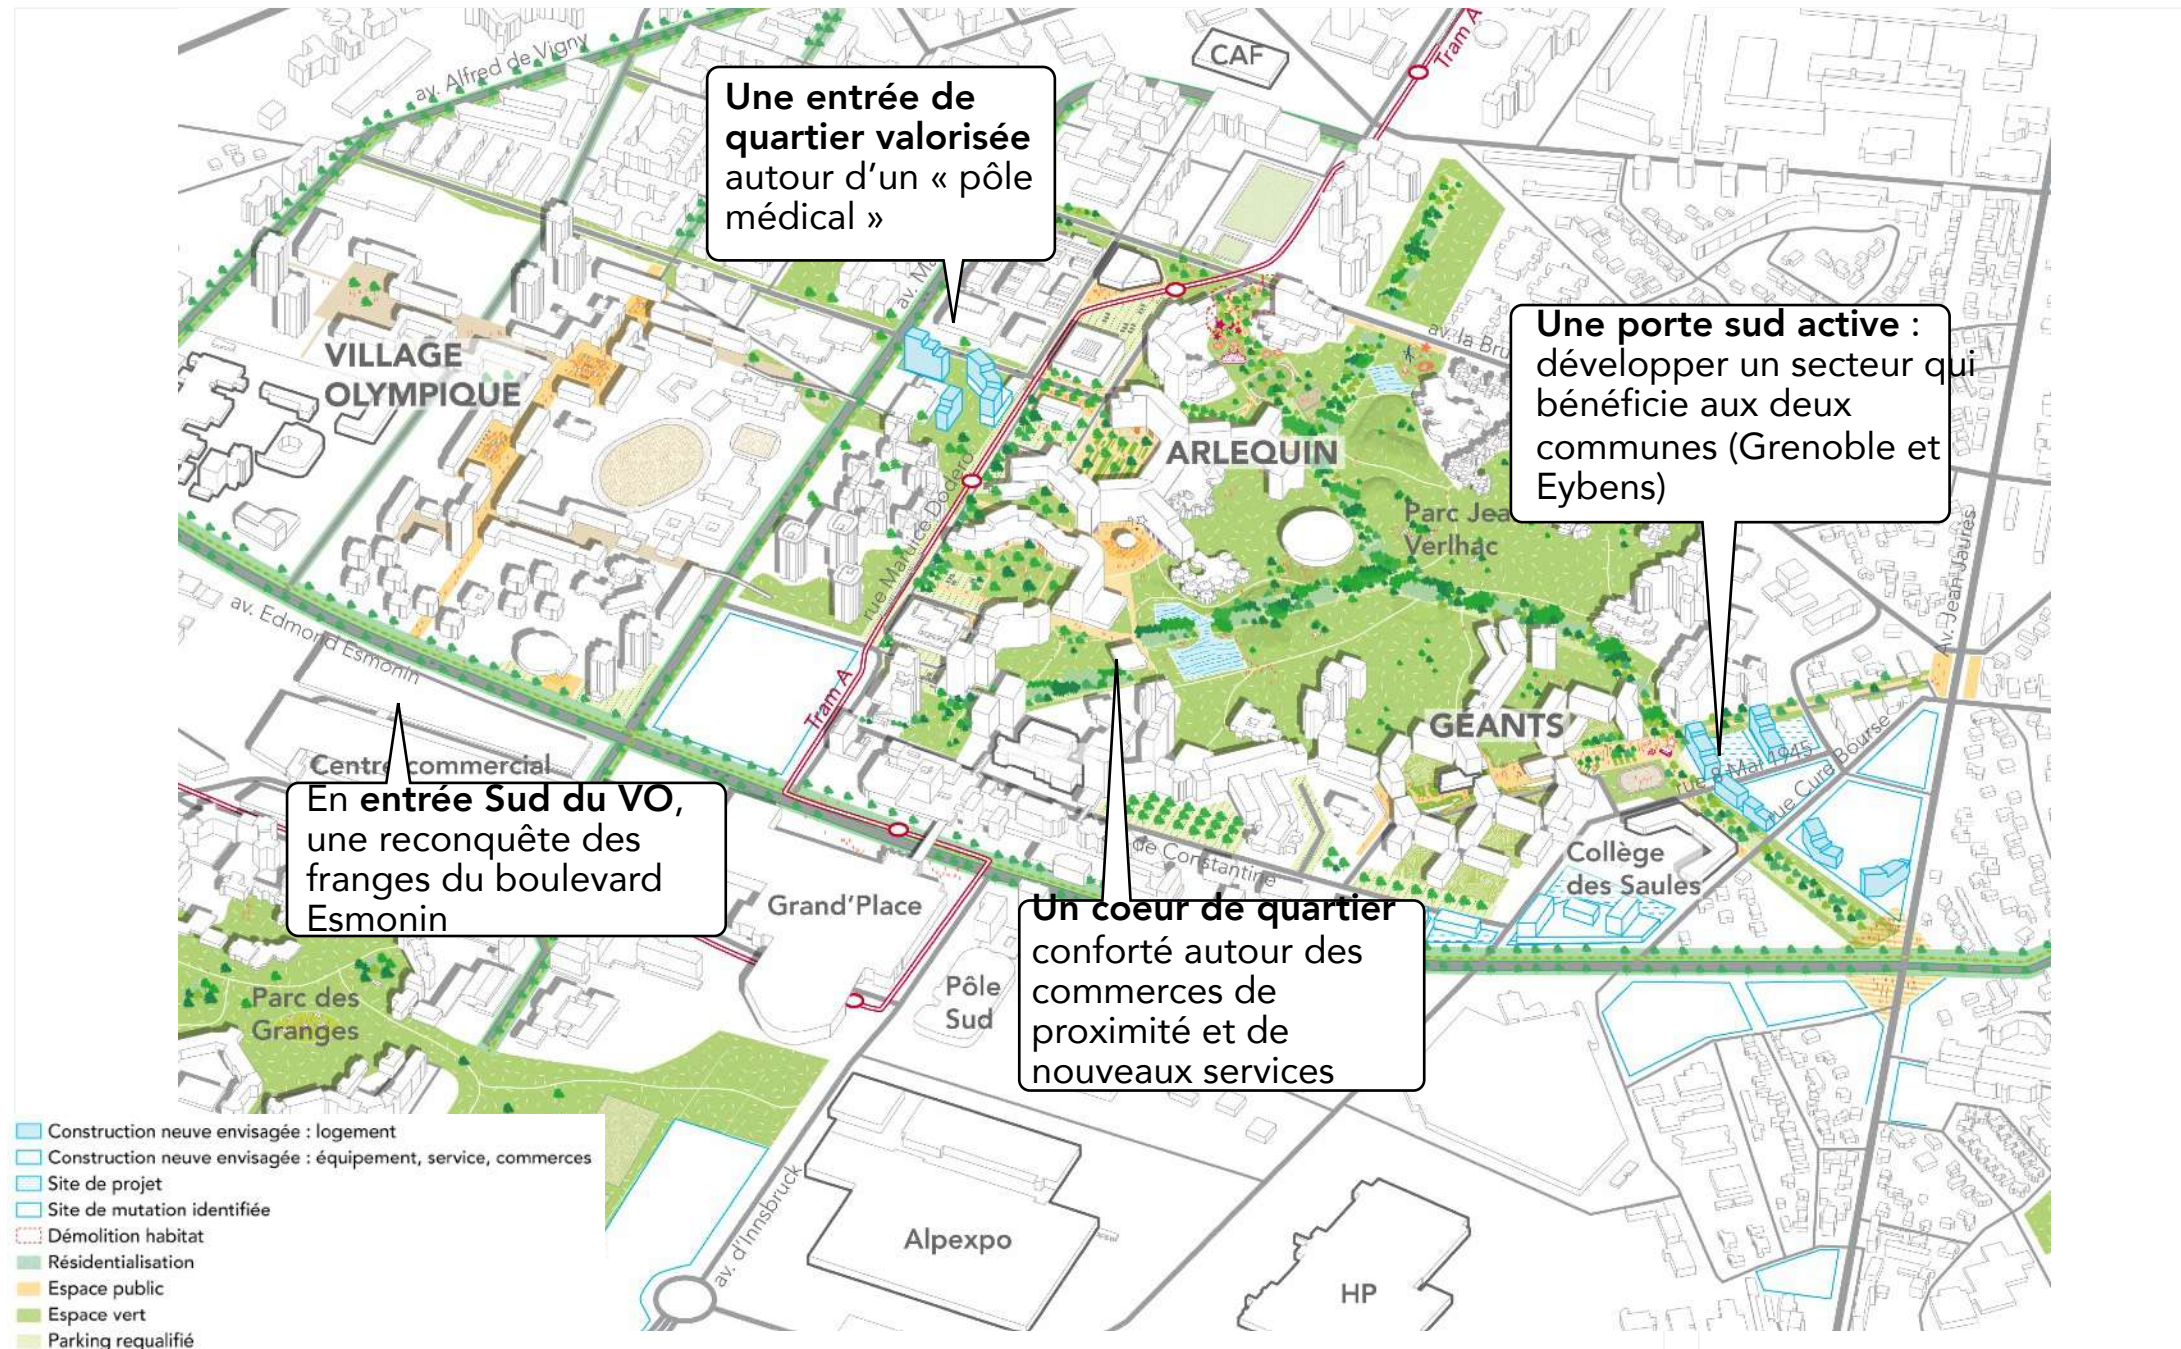 av. Alfred de Vigny
CAF
Tram A
Une entrée de
quartier valorisée
autour d'un « pôle
médical »
VILLAGE
OLYMPIQUE
av. la Bru
Une porte sud active :
développer un secteur qui
bénéficie aux deux
communes (Grenoble et
Eybens)
ARLEQUIN
Parc Jea
Verlhac
rue Maruice Dodero
Av. Jean Jaurès
av. Edmond Esmonin
Tram A
GÉANTS
rue 8 Mai 1945
rue Cure Bourse
Centre commercial
En entrée Sud du VO,
une reconquête des
franges du boulevard
Esmonin
de Constantine
Collège
des Saules
Grand'Place
Un coeur de quartier
conforté autour des
commerces de
proximité et de
nouveaux services
Pôle
Sud
Parc des
Granges
av. d'Innsbruck
Alpexpo
HP
Construction neuve envisagée : logement
Construction neuve envisagée : équipement, service, commerces
Site de projet
Site de mutation identifiée
Démolition habitat
Résidentialisation
Espace public
Espace vert
Parking requalifié